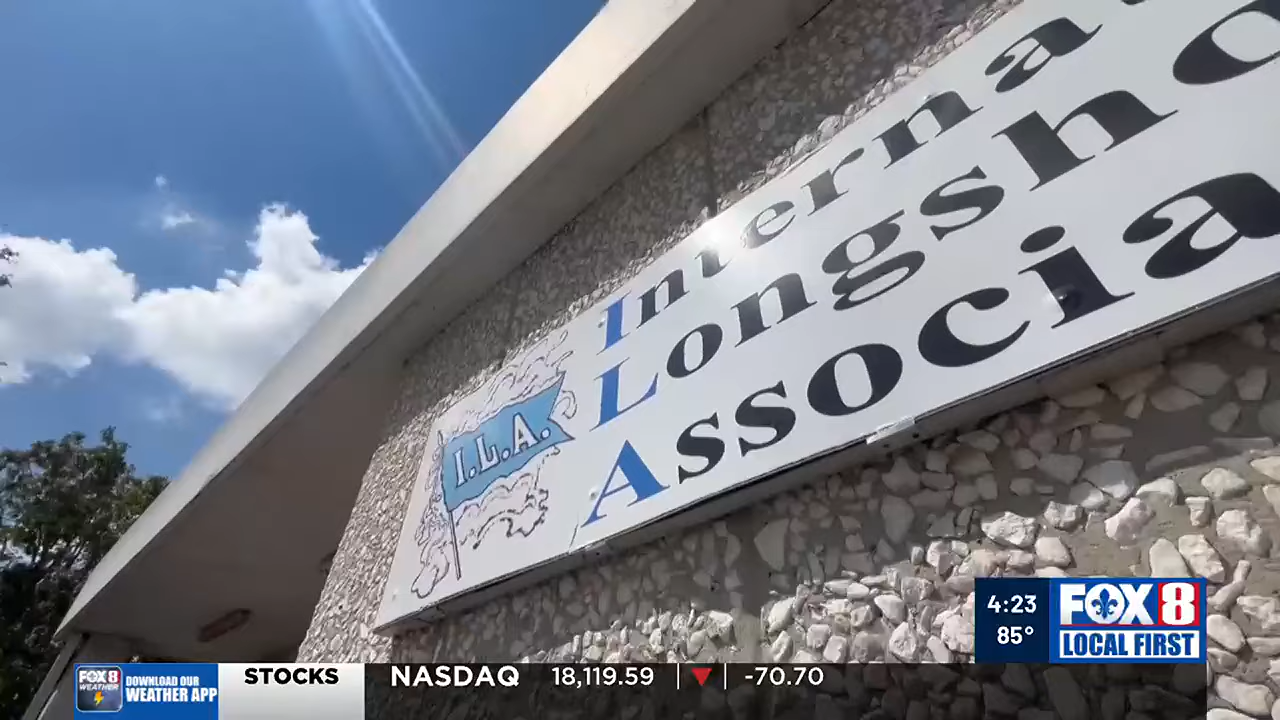 Interna
Longsho
Associa
I.L.A.
4:23
85°
FOX 8
LOCAL FIRST
FOX 8
WEATHER
DOWNLOAD OUR
WEATHER APP
STOCKS
NASDAQ 18,119.59 -70.70